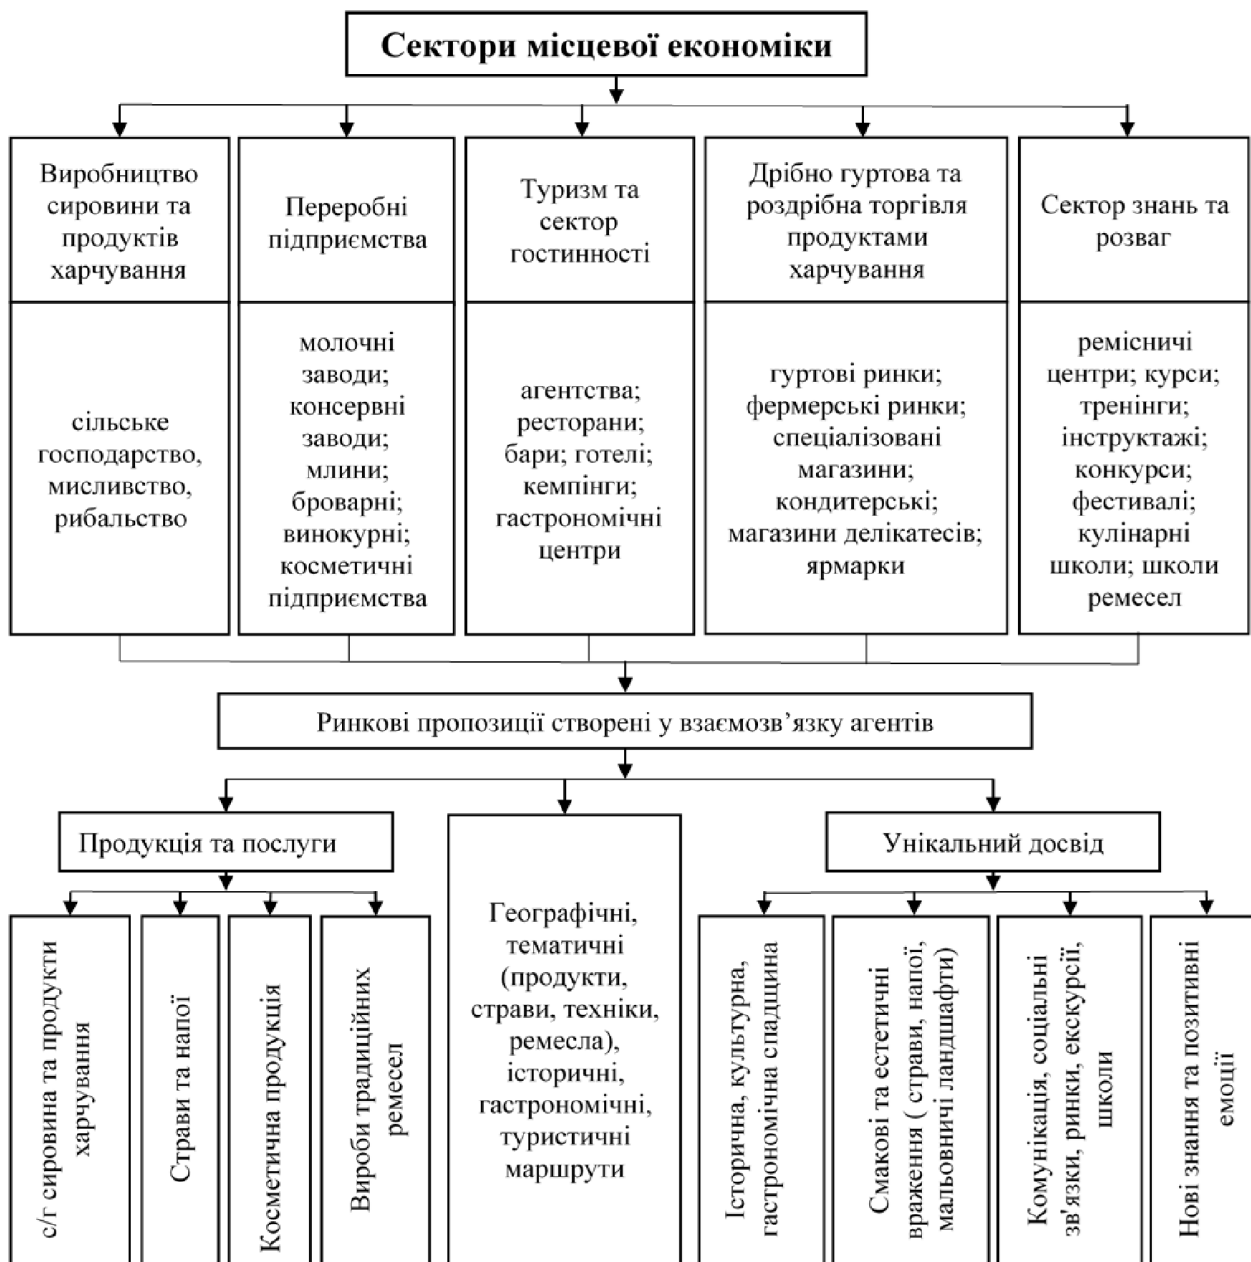 Сектори місцевої економіки
Виробництво
сировини та
продуктів
харчування
Переробні
підприємства
Туризм та
сектор
гостинності
Дрібно гуртова та
роздрібна торгівля
продуктами
харчування
Сектор знань та
розваг
сільське
господарство,
мисливство,
рибальство
молочні
заводи;
консервні
заводи;
млини;
броварні;
винокурні;
косметичні
підприємства
агентства;
ресторани;
бари; готелі;
кемпінги;
гастрономічні
центри
гуртові ринки;
фермерські ринки;
спеціалізовані
магазини;
кондитерські;
магазини делікатесів;
ярмарки
ремісничі
центри; курси;
тренінги;
інструктажі;
конкурси;
фестивалі;
кулінарні
школи; школи
ремесел
Ринкові пропозиції створені у взаємозв’язку агентів
Продукція та послуги
Унікальний досвід
с/г сировина та продукти
харчування
Страви та напої
Косметична продукція
Вироби традиційних
ремесел
Географічні,
тематичні
(продукти,
страви, техніки,
ремесла),
історичні,
гастрономічні,
туристичні
маршрути
Історична, культурна,
гастрономічна спадщина
Смакові та естетичні
враження ( страви, напої,
мальовничі ландшафти)
Комунікація, соціальні
зв'язки, ринки, екскурсії,
школи
Нові знання та позитивні
емоції